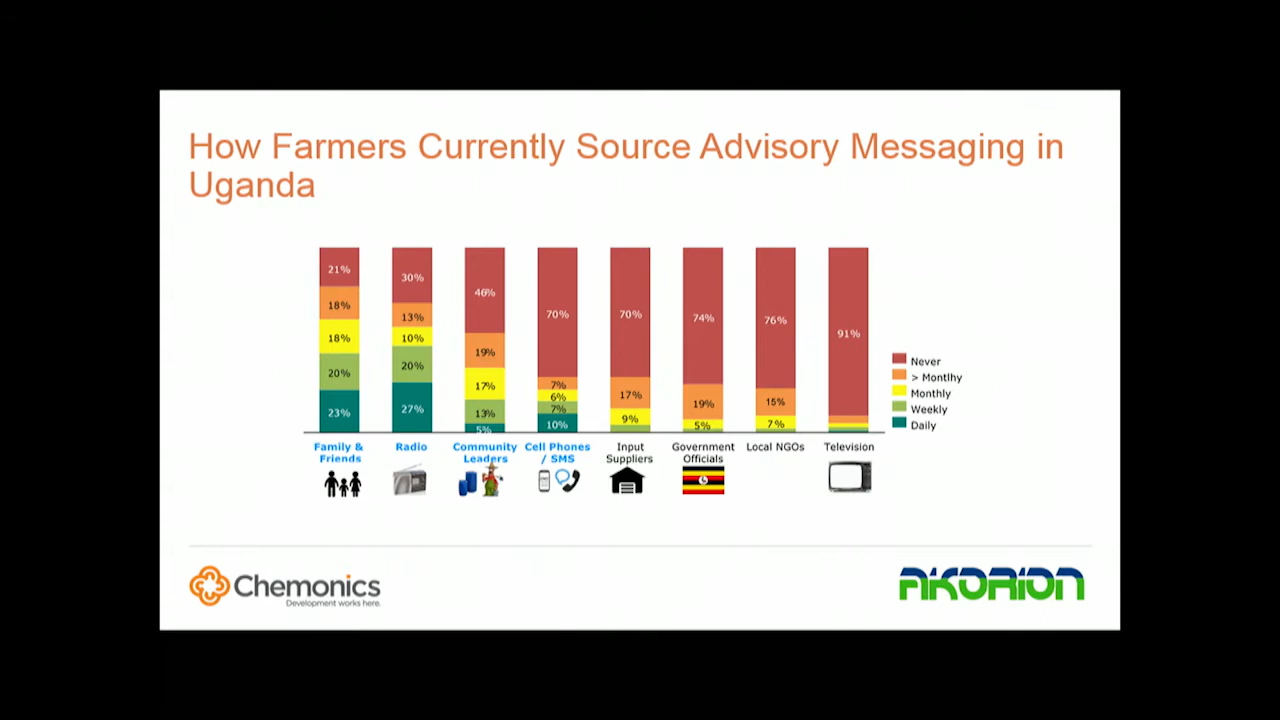 How Farmers Currently Source Advisory Messaging in
Uganda
21% 30% 46% 70% 70% 74% 76% 91%
18% 13% 19% 7% 17% 19% 15%
18% 10% 17% 6% 9% 5% 7%
20% 20% 13% 7%
23% 27% 5% 10%
Never
> Montlhy
Monthly
Weekly
Daily
Family & Radio Community Cell Phones Input Government Local NGOs Television
Friends Leaders / SMS Suppliers Officials
Chemonics
Development works here.
AKORION